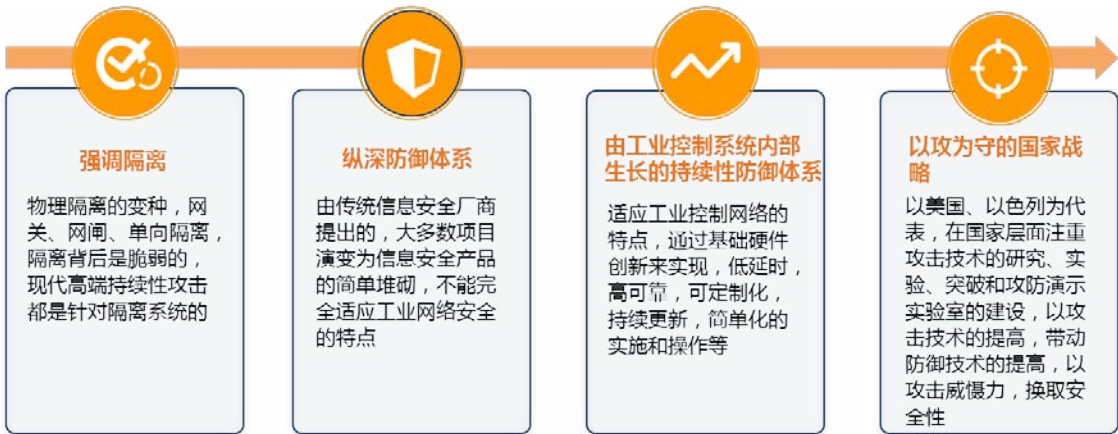 强调隔离
物理隔离的变种，网
关、网闸、单向隔离，
隔离背后是脆弱的，
现代高端持续性攻击
都是针对隔离系统的
纵深防御体系
由传统信息安全厂商
提出的，大多数项目
演变为信息安全产品
的简单堆砌，不能完
全适应工业网络安全
的特点
由工业控制系统内部
生长的持续性防御体系
适应工业控制网络的
特点，通过基础硬件
创新来实现，低延时，
高可靠，可定制化，
持续更新，简单化的
实施和操作等
以攻为守的国家战
略
以美国、以色列为代
表，在国家层面注重
攻击技术的研究、实
验、突破和攻防演示
实验室的建设，以攻
击技术的提高，带动
防御技术的提高，以
攻击威慑力，换取安
全性